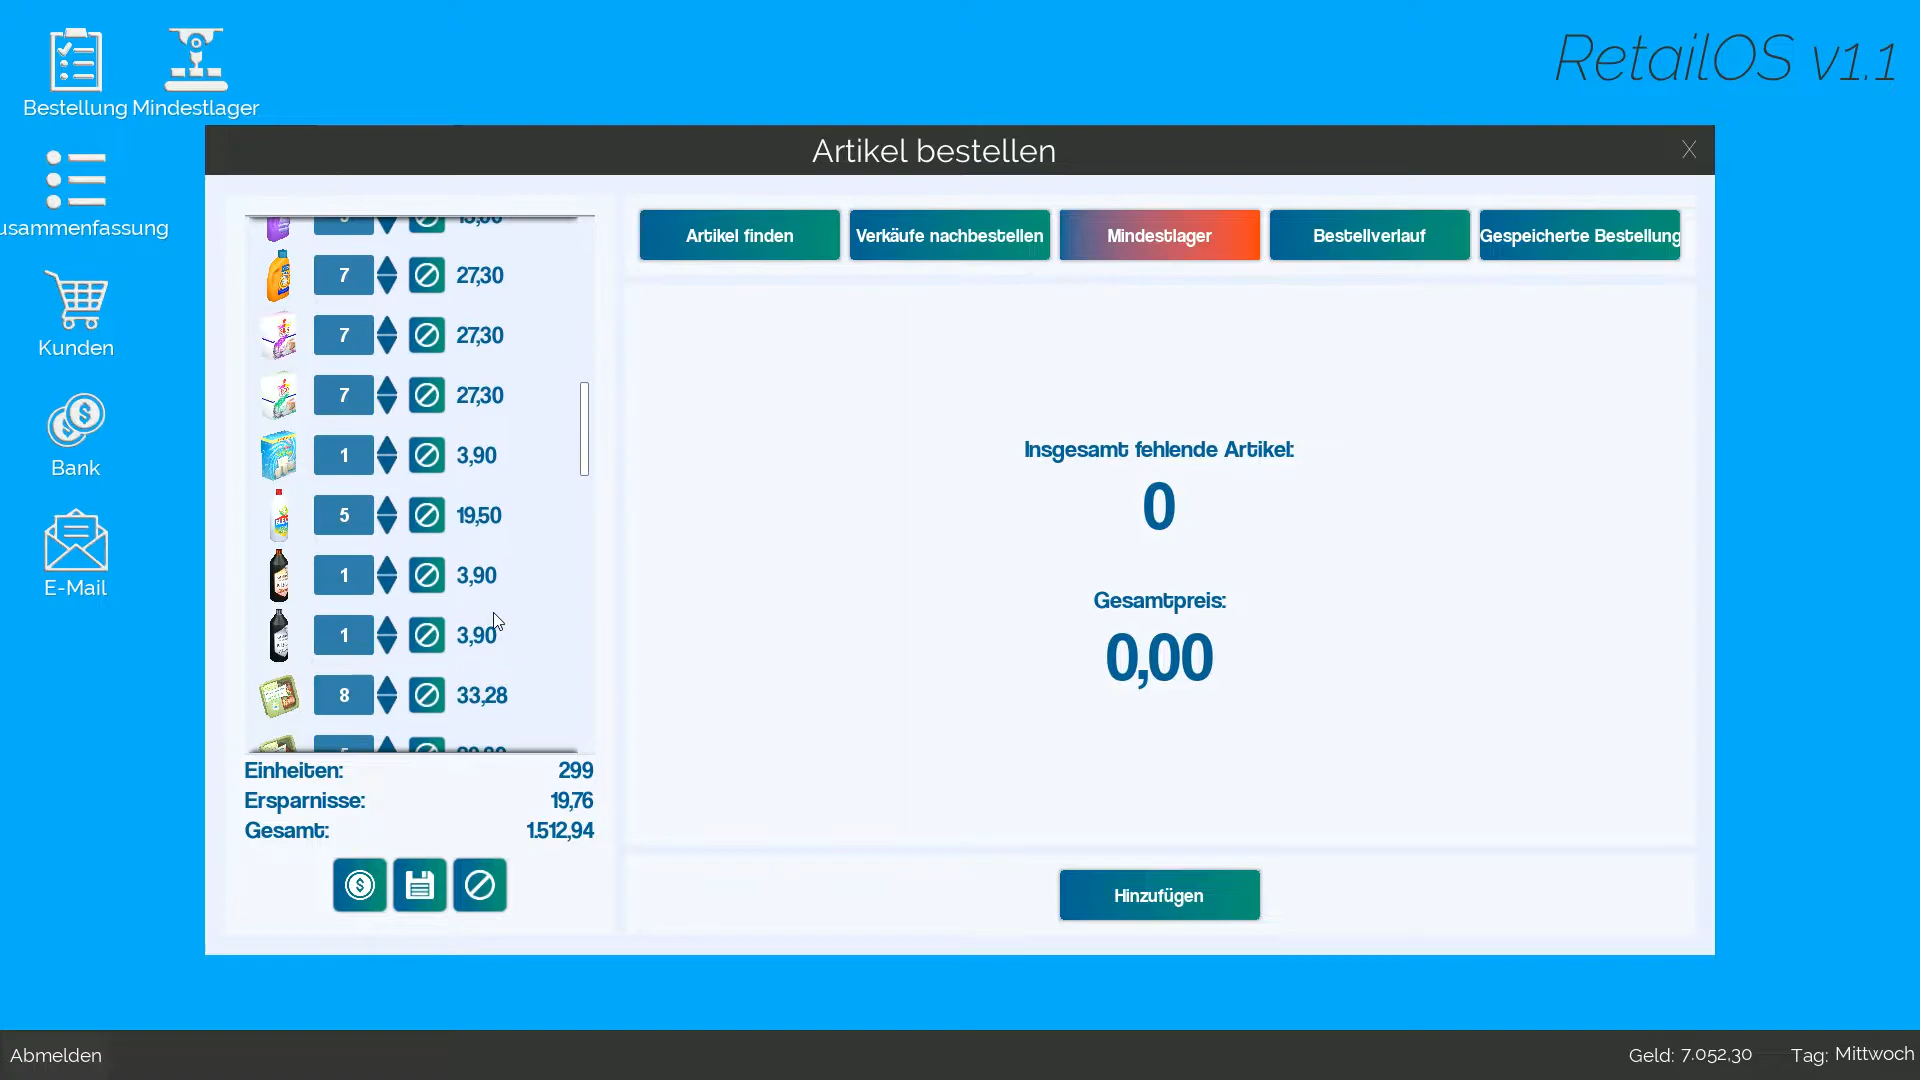 RetailOS v1.1
Bestellung
Mindestlager
usammenfassung
Kunden
Bank
E-Mail
Artikel bestellen
X
Artikel finden
Verkäufe nachbestellen
Mindestlager
Bestellverlauf
Gespeicherte Bestellung
7 27,30
7 27,30
7 27,30
1 3,90
5 19,50
1 3,90
1 3,90
8 33,28
Einheiten: 299
Ersparnisse: 19,76
Gesamt: 1.512,94
Insgesamt fehlende Artikel:
0
Gesamtpreis:
0,00
Hinzufügen
Abmelden
Geld: 7.052,30
Tag: Mittwoch